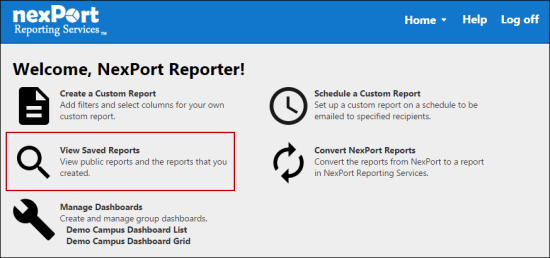 nexPort
Reporting Services™
Home
Help
Log off
Welcome, NexPort Reporter!
Create a Custom Report
Add filters and select columns for your own
custom report.
Schedule a Custom Report
Set up a custom report on a schedule to be
emailed to specified recipients.
View Saved Reports
View public reports and the reports that you
created.
Convert NexPort Reports
Convert the reports from NexPort to a report
in NexPort Reporting Services.
Manage Dashboards
Create and manage group dashboards.
Demo Campus Dashboard List
Demo Campus Dashboard Grid